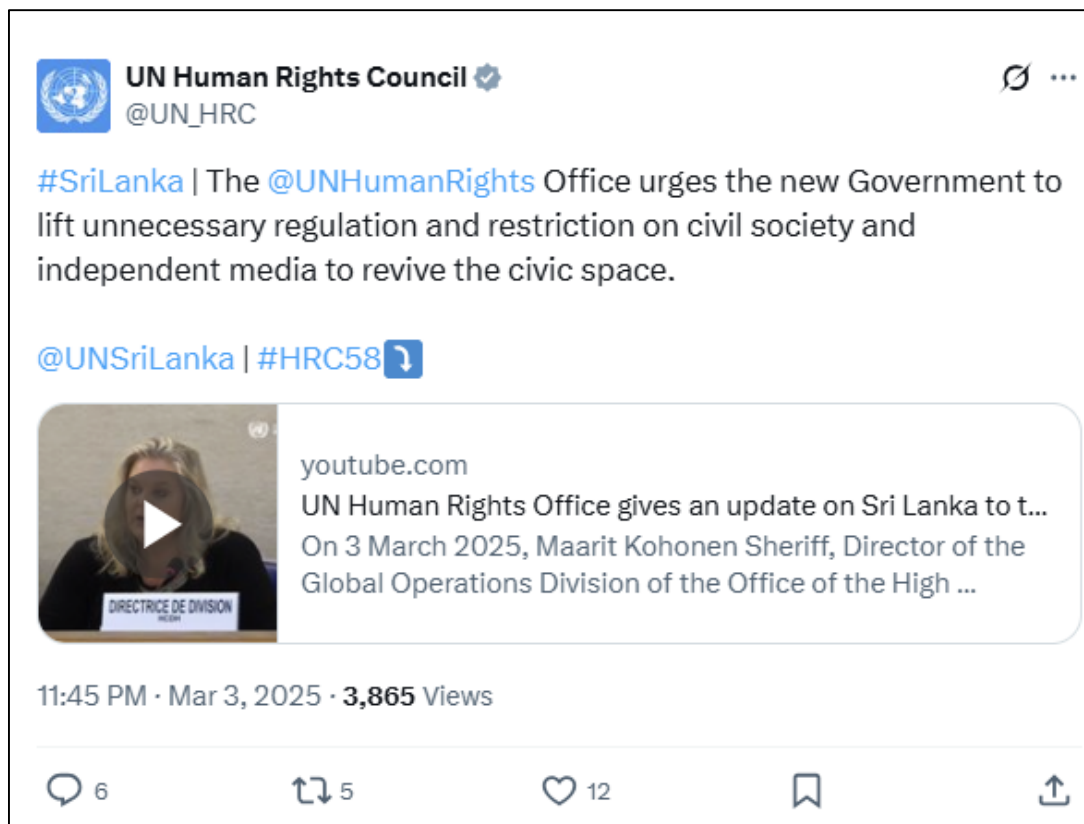 UN Human Rights Council
@UN_HRC
#SriLanka | The @UNHumanRights Office urges the new Government to
lift unnecessary regulation and restriction on civil society and
independent media to revive the civic space.
@UNSriLanka | #HRC58
youtube.com
UN Human Rights Office gives an update on Sri Lanka to t...
On 3 March 2025, Maarit Kohonen Sheriff, Director of the
Global Operations Division of the Office of the High ...
DIRECTRICE DE DIVISION
HCDH
11:45 PM · Mar 3, 2025 · 3,865 Views
6 5 12